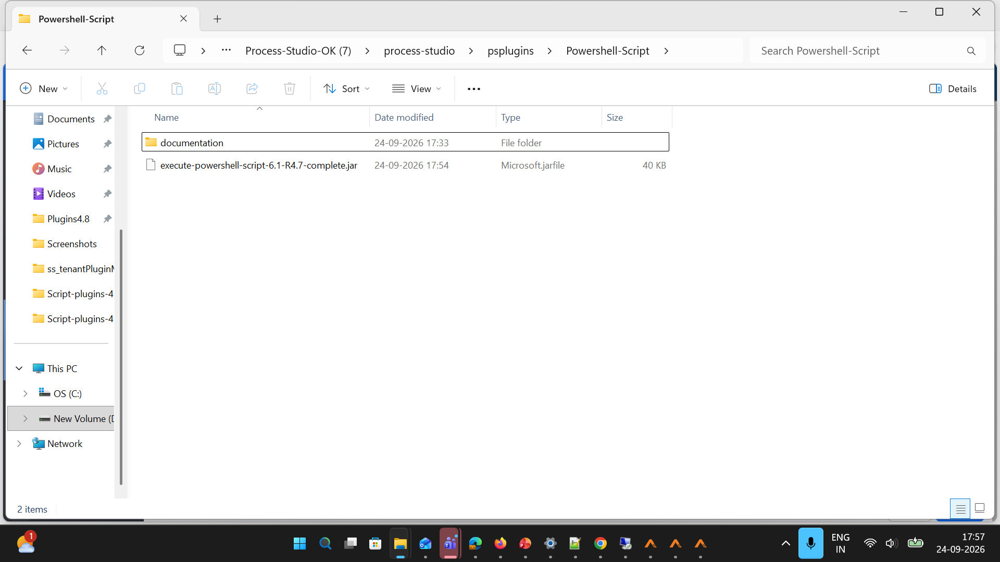 Powershell-Script
Process-Studio-OK (7)
process-studio
psplugins
Powershell-Script
Search Powershell-Script
New
Sort
View
Details
Documents
Pictures
Music
Videos
Plugins4.8
Screenshots
ss_tenantPlugin
Script-plugins-4
Script-plugins-4
This PC
OS (C:)
New Volume (D
Network
Name Date modified Type Size
documentation 24-09-2026 17:33 File folder
execute-powershell-script-6.1-R4.7-complete.jar 24-09-2026 17:54 Microsoft.jarfile 40 KB
2 items
1
ENG
IN
17:57
24-09-2026